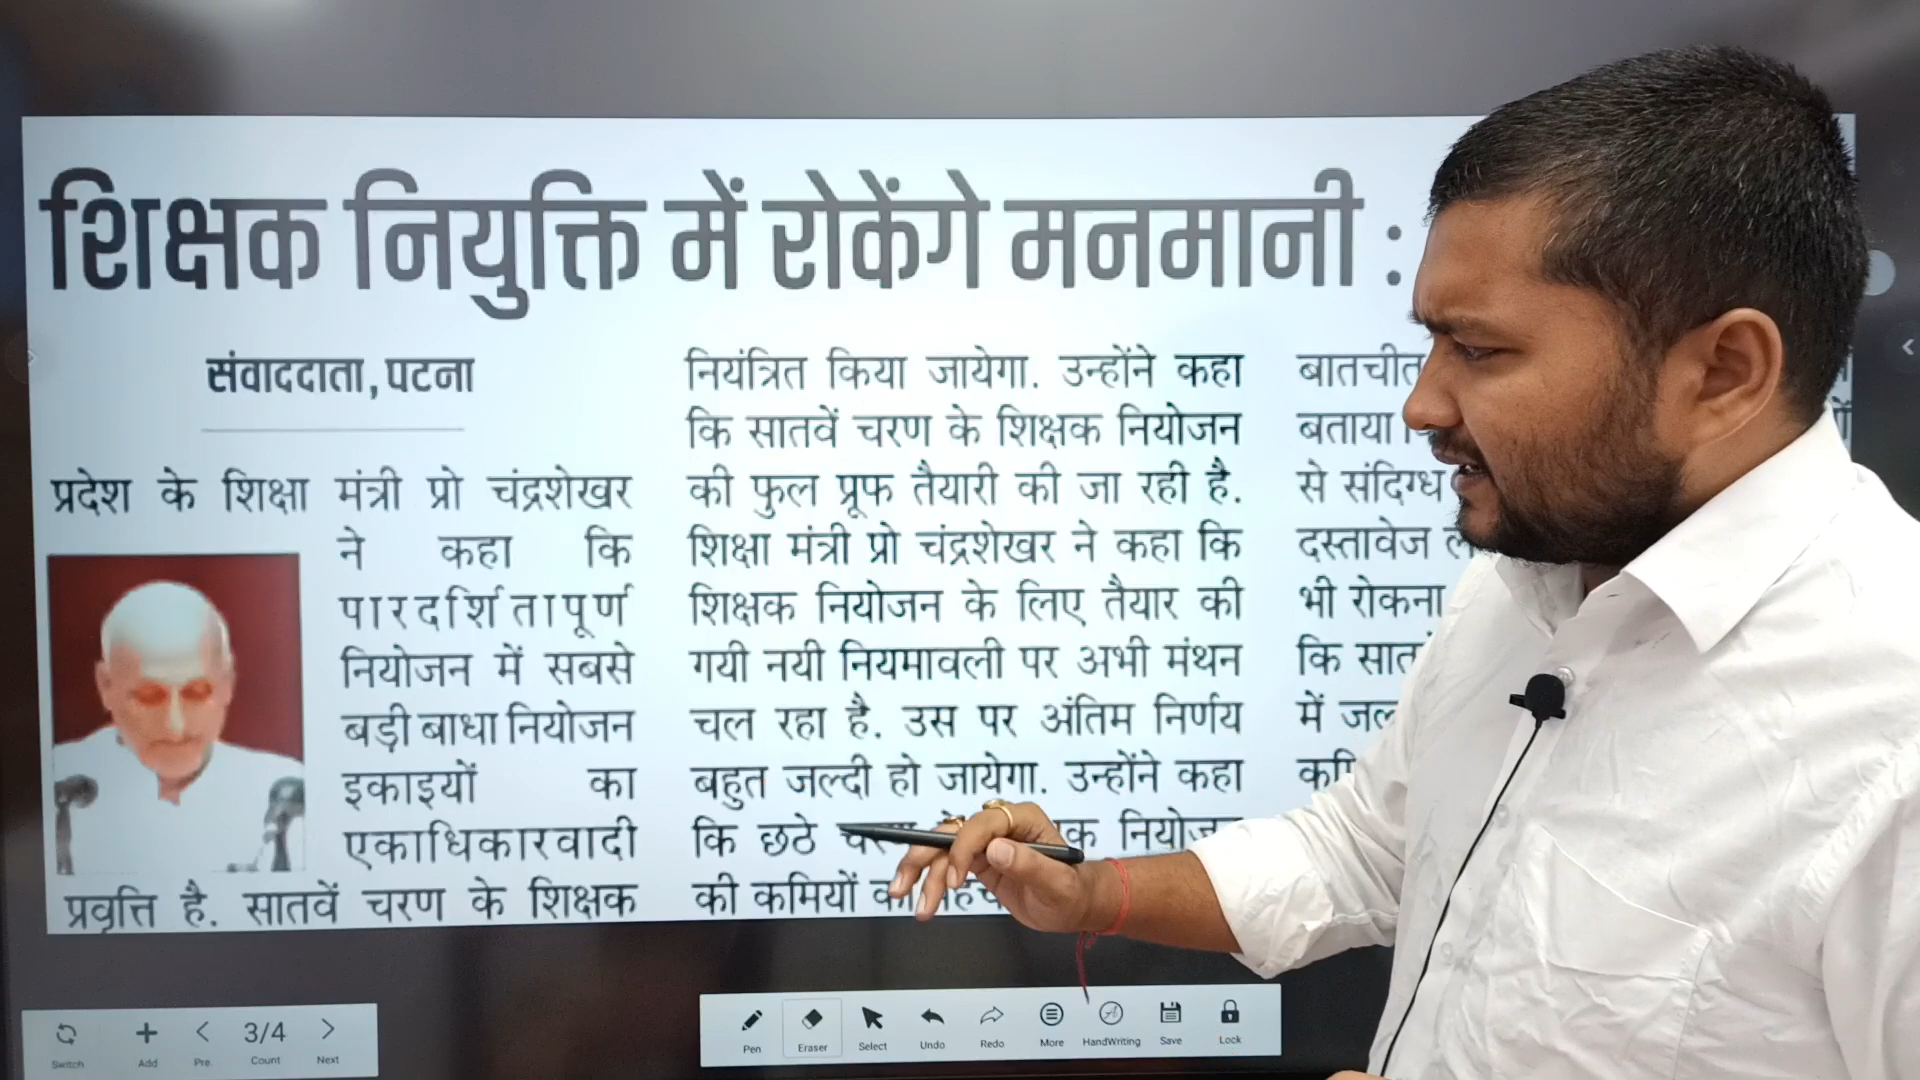 शिक्षक नियुक्ति में रोकेंगे मनमानी :
संवाददाता, पटना
प्रदेश के शिक्षा मंत्री प्रो चंद्रशेखर
ने कहा कि
पारदर्शितापूर्ण
नियोजन में सबसे
बड़ी बाधा नियोजन
इकाइयों का
एकाधिकारवादी
प्रवृत्ति है. सातवें चरण के शिक्षक
नियंत्रित किया जायेगा. उन्होंने कहा
कि सातवें चरण के शिक्षक नियोजन
की फुल प्रूफ तैयारी की जा रही है.
शिक्षा मंत्री प्रो चंद्रशेखर ने कहा कि
शिक्षक नियोजन के लिए तैयार की
गयी नयी नियमावली पर अभी मंथन
चल रहा है. उस पर अंतिम निर्णय
बहुत जल्दी हो जायेगा. उन्होंने कहा
कि छठे नियोजन
की कमियों
बातचीत
बताया
से संदिग्ध
दस्तावेज
भी रोकना
कि
में
Switch Add Pre. 3/4 Count Next
Pen Eraser Select Undo Redo More HandWriting Save Lock